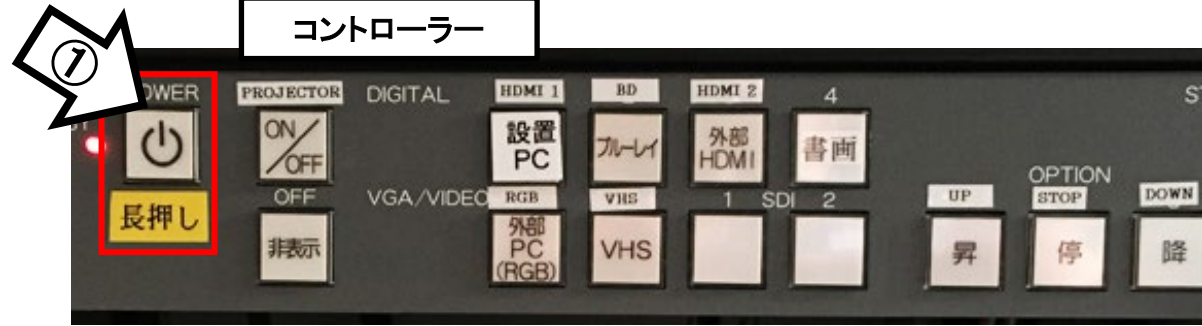 コントローラー
①
POWER
PROJECTOR
DIGITAL
HDMI 1
BD
HDMI 2
4
ON/OFF
設置
PC
ブルーレイ
外部
HDMI
書画
長押し
OFF
VGA/VIDEO
RGB
VHS
1 SDI 2
OPTION
UP
STOP
DOWN
非表示
外部
PC
(RGB)
VHS
昇
停
降